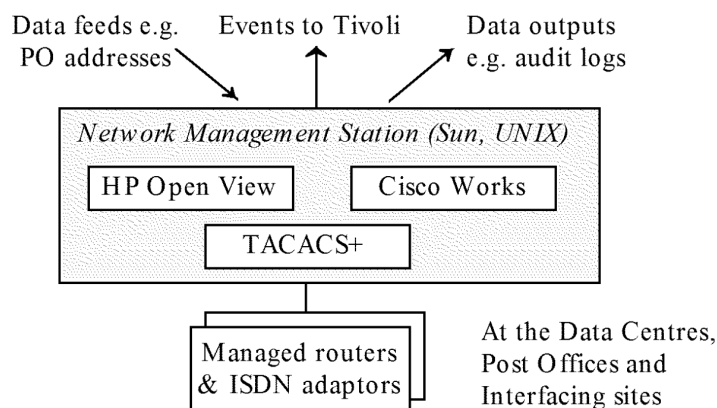 Data feeds e.g.
PO addresses
Events to Tivoli
Data outputs
e.g. audit logs
Network Management Station (Sun, UNIX)
HP Open View
Cisco Works
TACACS+
Managed routers
& ISDN adaptors
At the Data Centres,
Post Offices and
Interfacing sites